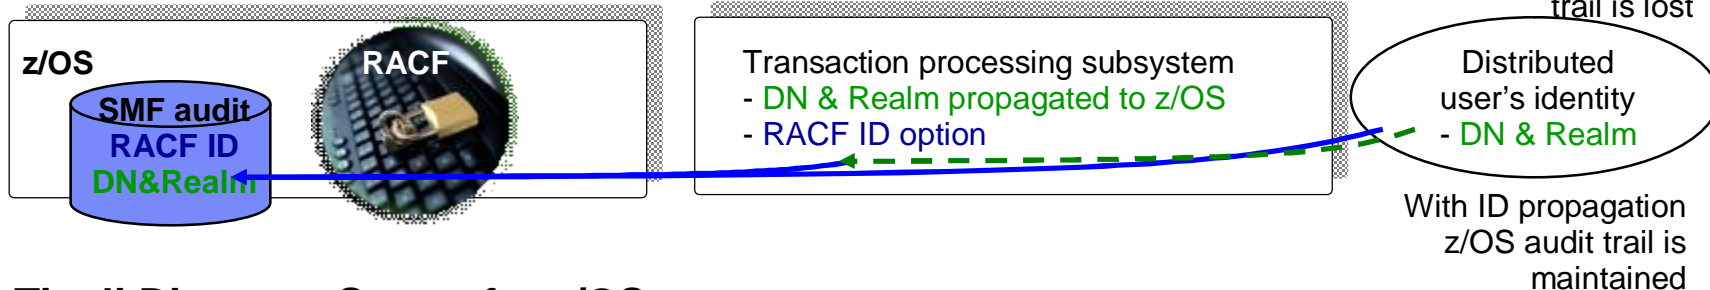 trail is lost
z/OS
RACF
SMF audit
RACF ID
DN&Realm
Transaction processing subsystem
- DN & Realm propagated to z/OS
- RACF ID option
Distributed
user's identity
- DN & Realm
With ID propagation
z/OS audit trail is
maintained